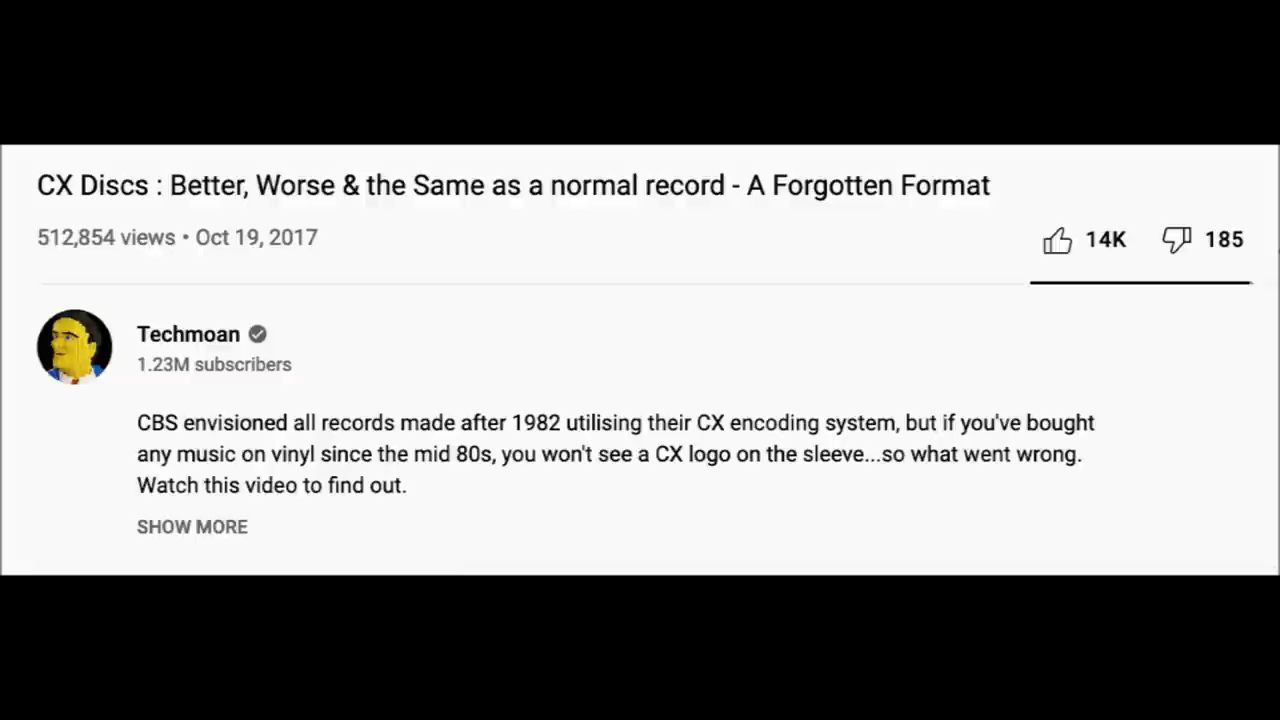 CX Discs : Better, Worse & the Same as a normal record - A Forgotten Format
512,854 views • Oct 19, 2017
14K 185
Techmoan
1.23M subscribers
CBS envisioned all records made after 1982 utilising their CX encoding system, but if you've bought
any music on vinyl since the mid 80s, you won't see a CX logo on the sleeve...so what went wrong.
Watch this video to find out.
SHOW MORE